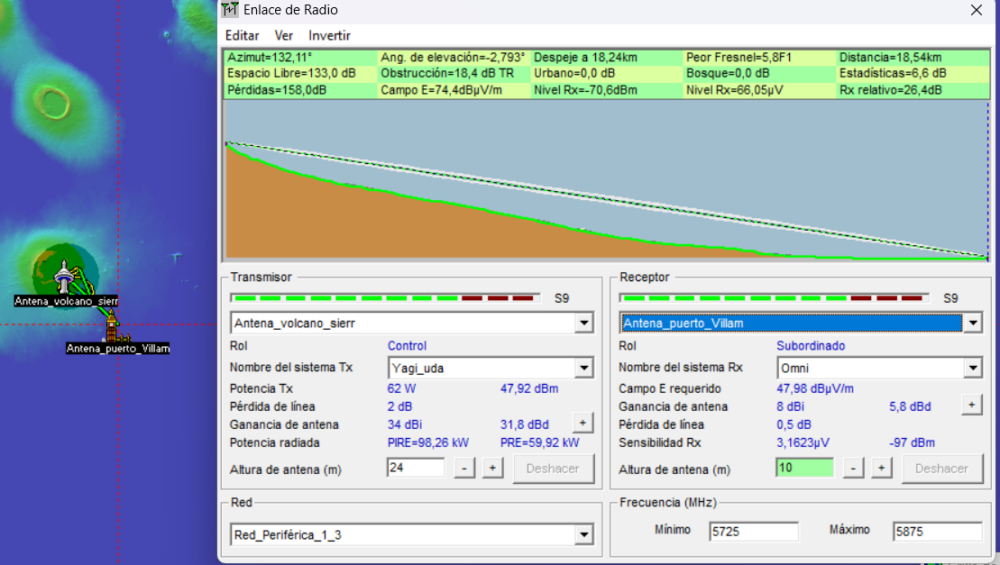 Enlace de Radio
Editar Ver Invertir
Azimut=132,11° Ang. de elevación=-2,793° Despeje a 18,24km Peor Fresnel=5,8F1 Distancia=18,54km
Espacio Libre=133,0 dB Obstrucción=18,4 dB TR Urbano=0,0 dB Bosque=0,0 dB Estadísticas=6,6 dB
Pérdidas=158,0dB Campo E=74,4dBµV/m Nivel Rx=-70,6dBm Nivel Rx=66,05µV Rx relativo=26,4dB
Antena_volcano_sierr
Antena_puerto_Villam
Transmisor
S9
Antena_volcano_sierr
Rol Control
Nombre del sistema Tx Yagi_uda
Potencia Tx 62 W 47,92 dBm
Pérdida de línea 2 dB
Ganancia de antena 34 dBi 31,8 dBd +
Potencia radiada PIRE=98,26 kW PRE=59,92 kW
Altura de antena (m) 24 - + Deshacer
Receptor
S9
Antena_puerto_Villam
Rol Subordinado
Nombre del sistema Rx Omni
Campo E requerido 47,98 dBµV/m
Ganancia de antena 8 dBi 5,8 dBd +
Pérdida de línea 0,5 dB
Sensibilidad Rx 3,1623µV -97 dBm
Altura de antena (m) 10 - + Deshacer
Red
Red_Periférica_1_3
Frecuencia (MHz)
Mínimo 5725 Máximo 5875